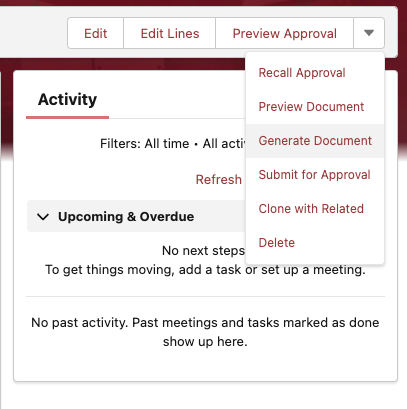 Edit
Edit Lines
Preview Approval
Recall Approval
Preview Document
Generate Document
Submit for Approval
Clone with Related
Delete
Activity
Filters: All time • All
Refresh
Upcoming & Overdue
No next steps
To get things moving, add a task or set up a meeting.
No past activity. Past meetings and tasks marked as done
show up here.